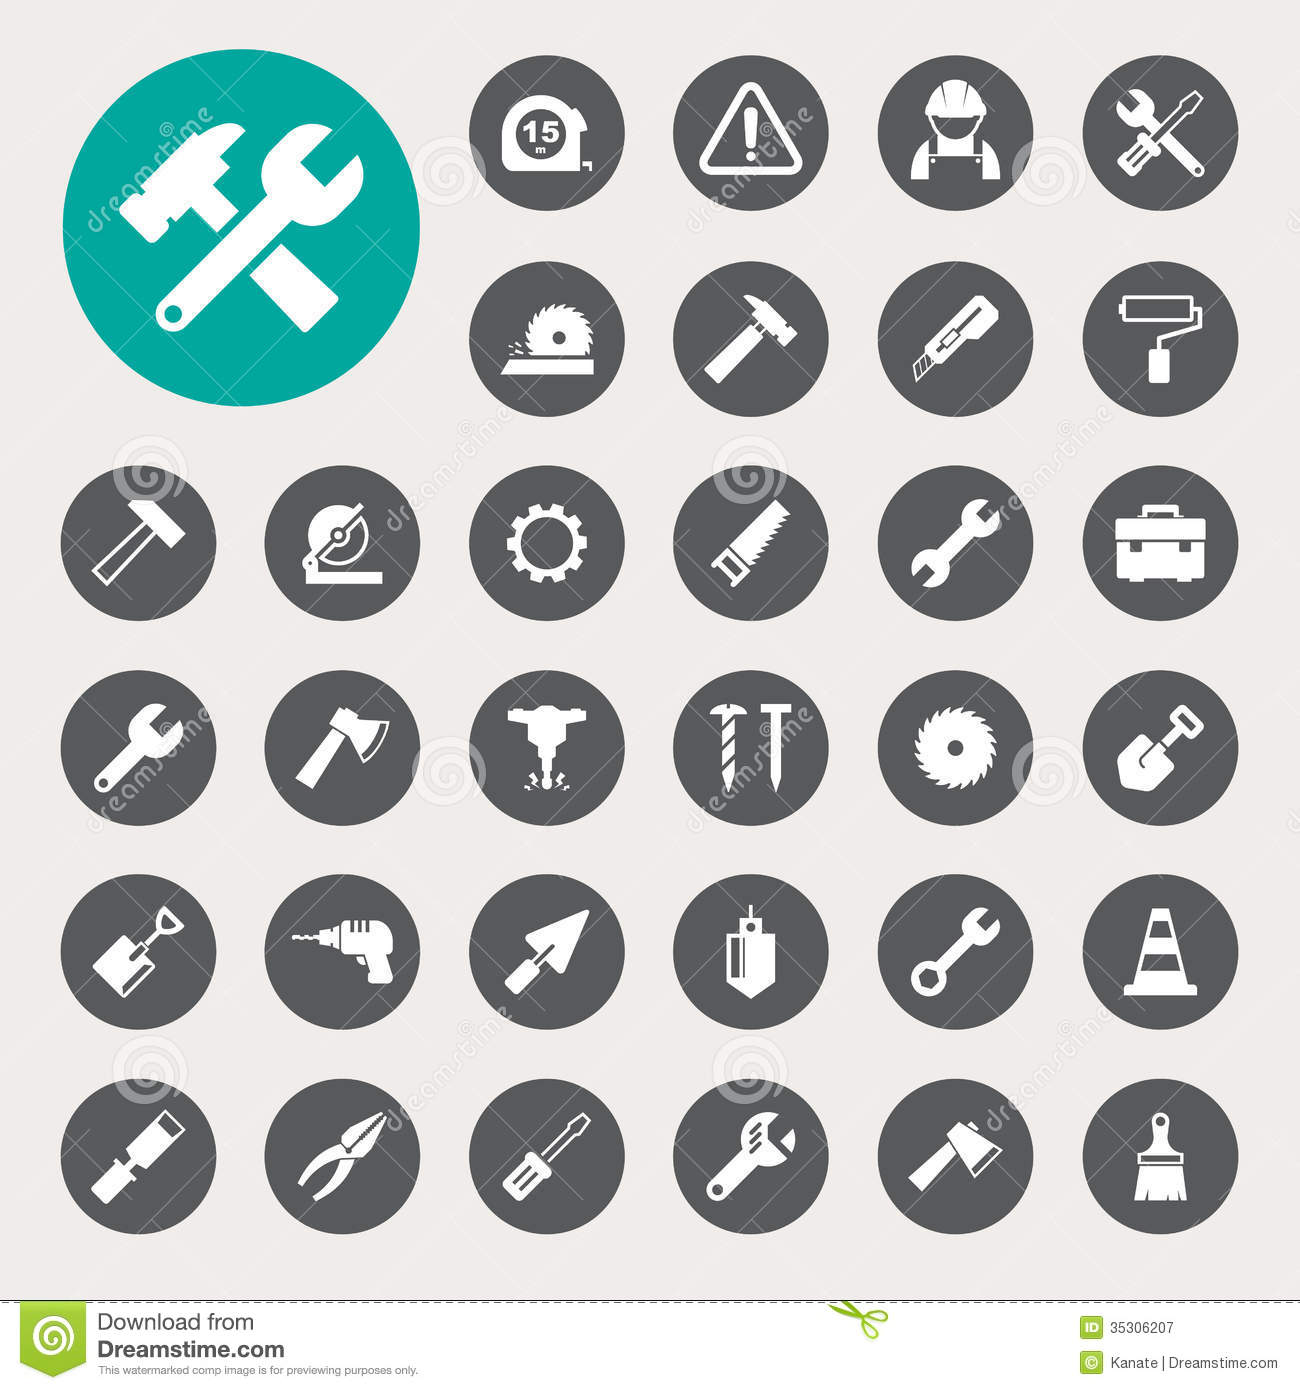 15
m
Download from
Dreamstime.com
This watermarked comp image is for previewing purposes only.
ID 35306207
© Kanate | Dreamstime.com